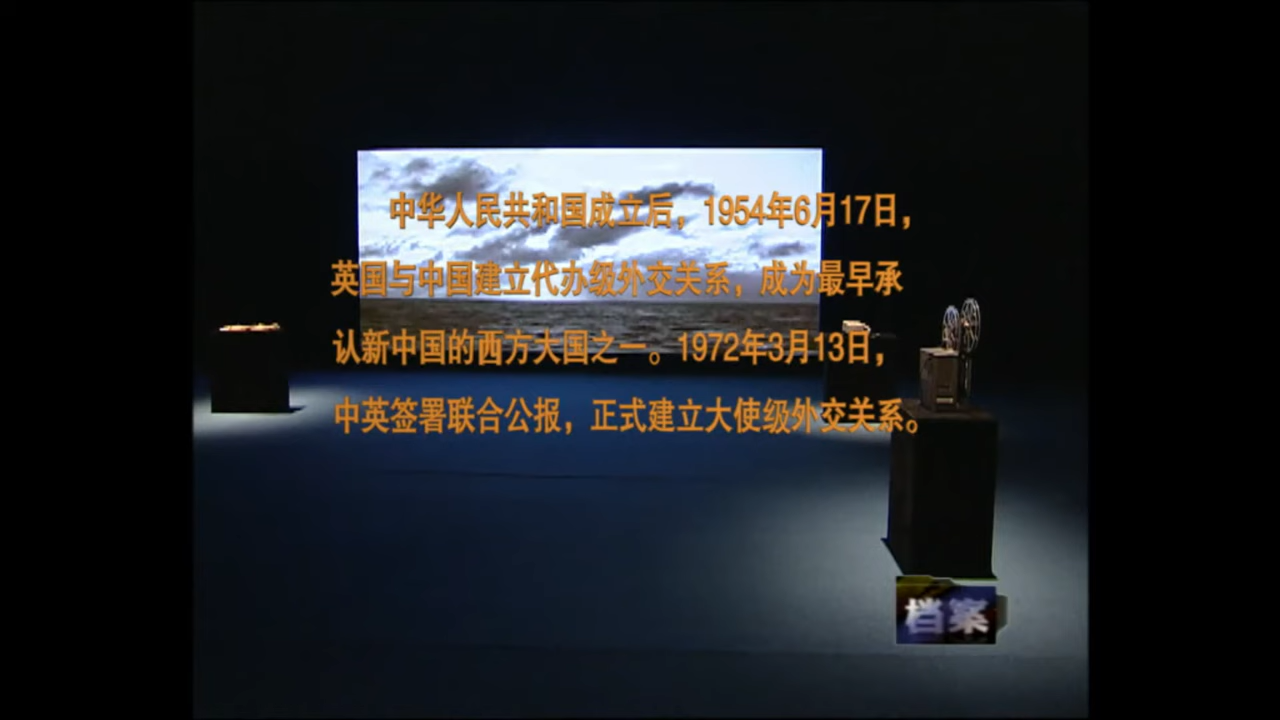 中华人民共和国成立后，1954年6月17日，
英国与中国建立代办级外交关系，成为最早承
认新中国的西方大国之一。1972年3月13日，
中英签署联合公报，正式建立大使级外交关系。
档案